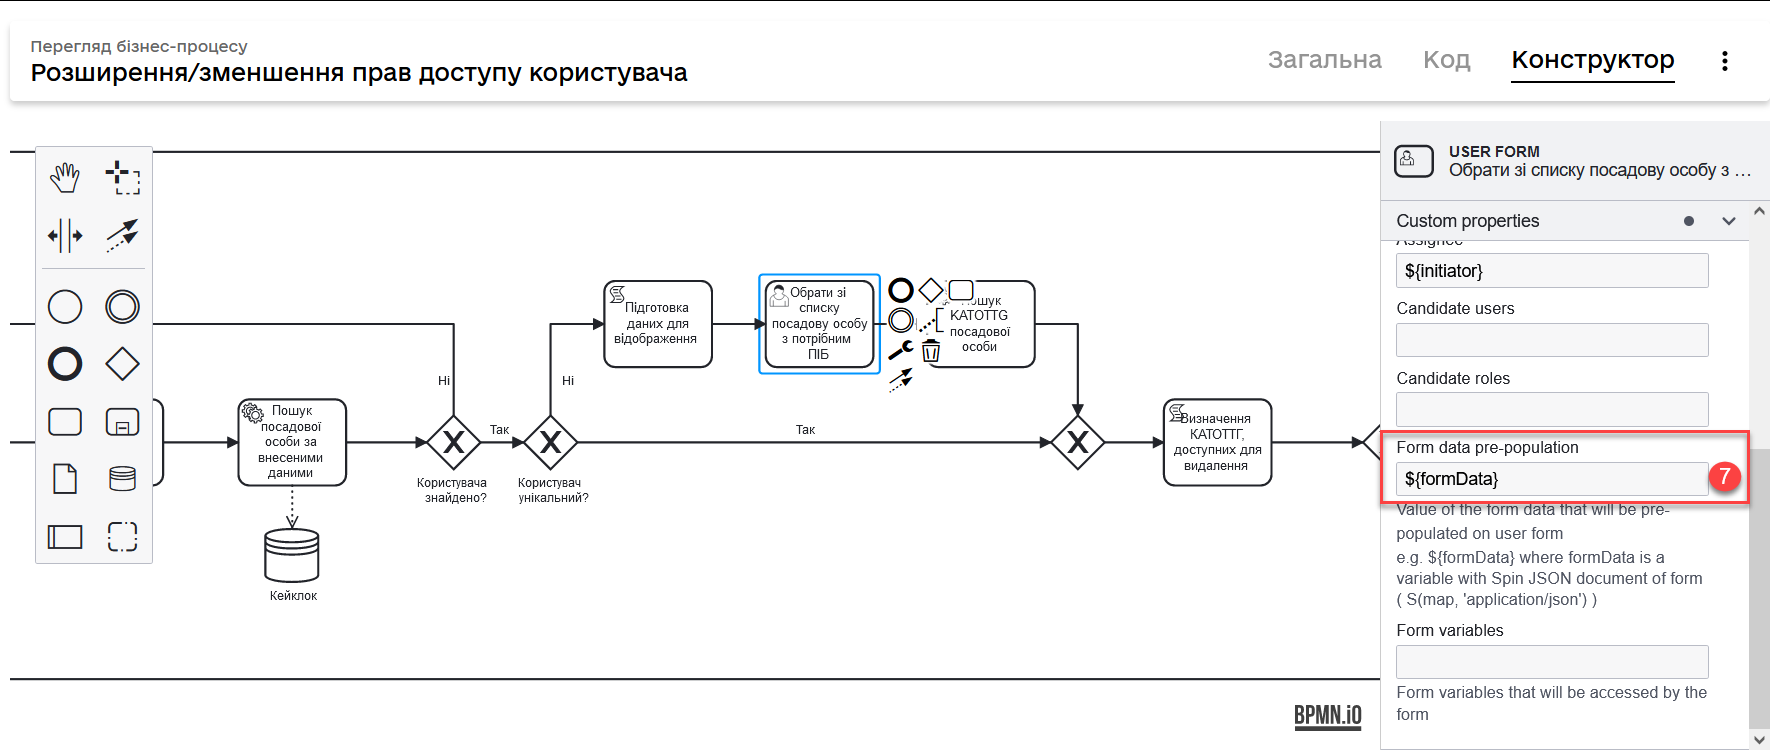 Перегляд бізнес-процесу
Розширення/зменшення прав доступу користувача
Загальна
Код
Конструктор
USER FORM
Обрати зі списку посадову особу з ...
Custom properties
Assignee
${initiator}
Candidate users
Candidate roles
Form data pre-population
${formData}
7
Value of the form data that will be pre-
populated on user form
e.g. ${formData} where formData is a
variable with Spin JSON document of form
( S(map, 'application/json') )
Form variables
Form variables that will be accessed by the
form
Підготовка
даних для
відображення
Обрати зі
списку
посадову особу
з потрібним
ПІБ
KATOTTG
посадової
особи
Ні
Ні
Пошук
посадової
особи за
внесеними
даними
X
Так
X
Так
X
Користувача
знайдено?
Користувач
унікальний?
Визначення
КАТОТТГ,
доступних для
видалення
Кейклок
BPMN.iO